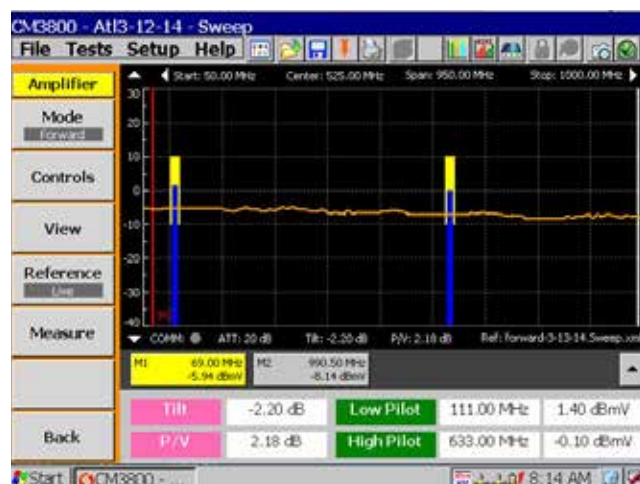 CM3800 - Atl3-12-14 - Sweep
File Tests Setup Help
Amplifier
Start: 50.00 MHz Center: 525.00 MHz Span: 950.00 MHz Stop: 1000.00 MHz
Mode
Forward
Controls
View
Reference
Live
Measure
Back
30
20
10
0
-10
-20
-30
-40
COMM: ATT: 20 dB Tilt: -2.20 dB P/V: 2.18 dB Ref: forward-3-13-14.Sweep.xml
M1 69.00 MHz M2 990.50 MHz
-5.94 dBmV -8.14 dBmV
Tilt -2.20 dB Low Pilot 111.00 MHz 1.40 dBmV
P/V 2.18 dB High Pilot 633.00 MHz -0.10 dBmV
Start CM3800 - ... 8:14 AM